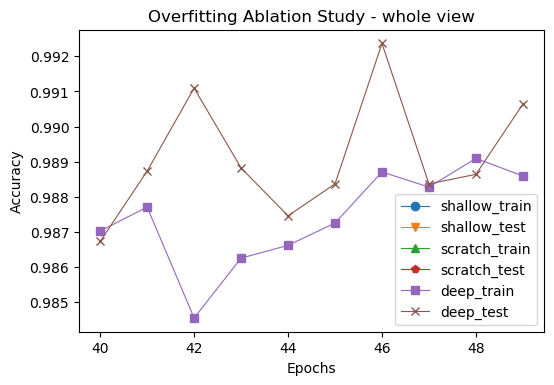 Overfitting Ablation Study - whole view
Accuracy
0.992
0.991
0.990
0.989
0.988
0.987
0.986
0.985
40
42
44
46
48
Epochs
shallow_train
shallow_test
scratch_train
scratch_test
deep_train
deep_test